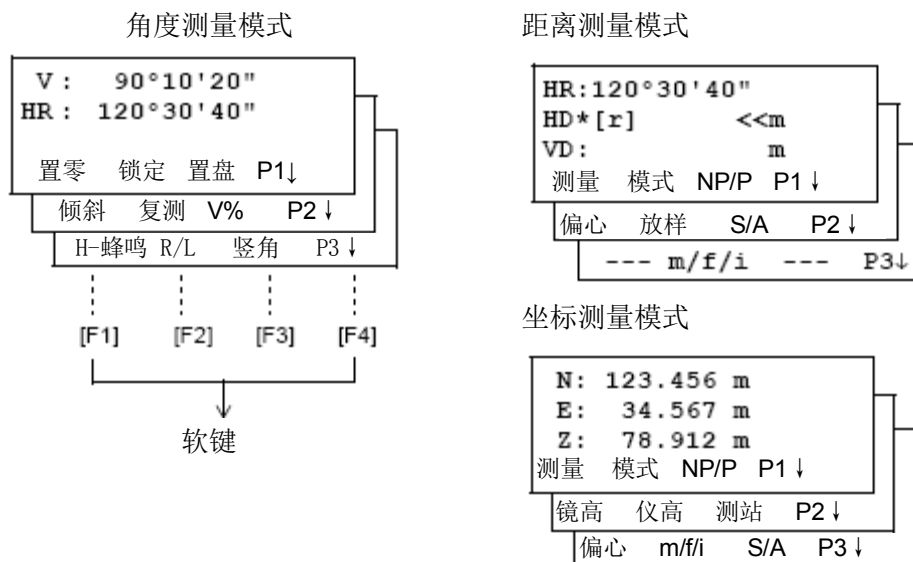 角度测量模式
V: 90°10'20"
HR: 120°30'40"
置零 锁定 置盘 P1↓
倾斜 复测 V% P2↓
H-蜂鸣 R/L 竖角 P3↓
[F1] [F2] [F3] [F4]
软键
距离测量模式
HR:120°30'40"
HD*[r] <<m
VD: m
测量 模式 NP/P P1↓
偏心 放样 S/A P2↓
--- m/f/i --- P3↓
坐标测量模式
N: 123.456 m
E: 34.567 m
Z: 78.912 m
测量 模式 NP/P P1↓
镜高 仪高 测站 P2↓
偏心 m/f/i S/A P3↓